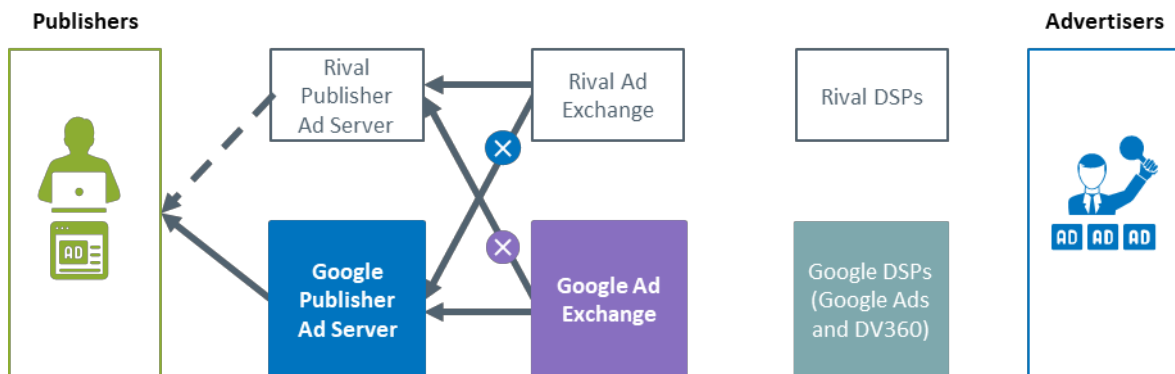 Publishers
Advertisers
Rival
Publisher
Ad Server
Rival Ad
Exchange
Rival DSPs
AD
AD AD AD
Google
Publisher
Ad Server
Google Ad
Exchange
Google DSPs
(Google Ads
and DV360)